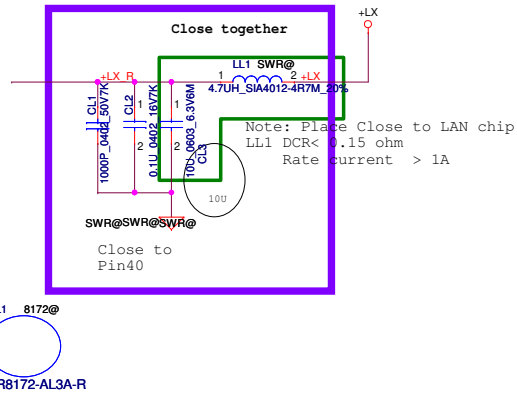 +LX
Close together
LL1 SWR@
+LX_R
1
2
+LX
4.7UH_SIA4012-4R7M_20%
CL1
1000P_0402_50V7K
CL2
1
2
0.1U_0402_16V7K
1
2
10U_0603_6.3V6M
CL3
Note: Place Close to LAN chip
LL1 DCR< 0.15 ohm
Rate current > 1A
10U
SWR@
SWR@
SWR@
Close to
Pin40
8172@
R8172-AL3A-R